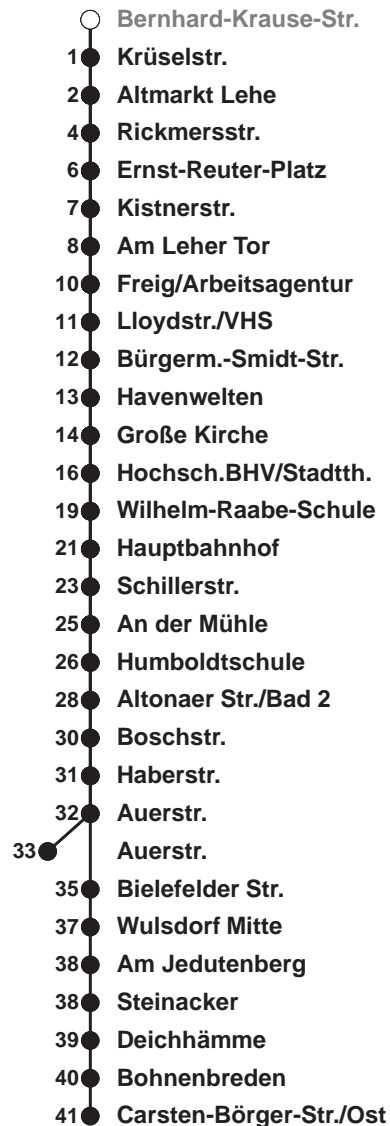 Bernhard-Krause-Str.
1 Krüselstr.
2 Altmarkt Lehe
4 Rickmersstr.
6 Ernst-Reuter-Platz
7 Kistnerstr.
8 Am Leher Tor
10 Freig/Arbeitsagentur
11 Lloydstr./VHS
12 Bürgerm.-Smidt-Str.
13 Havenwelten
14 Große Kirche
16 Hochsch.BHV/Stadtth.
19 Wilhelm-Raabe-Schule
21 Hauptbahnhof
23 Schillerstr.
25 An der Mühle
26 Humboldtschule
28 Altonaer Str./Bad 2
30 Boschstr.
31 Haberstr.
32 Auerstr.
33 Auerstr.
35 Bielefelder Str.
37 Wulsdorf Mitte
38 Am Jedutenberg
38 Steinacker
39 Deichhämme
40 Bohnenbreden
41 Carsten-Börger-Str./Ost